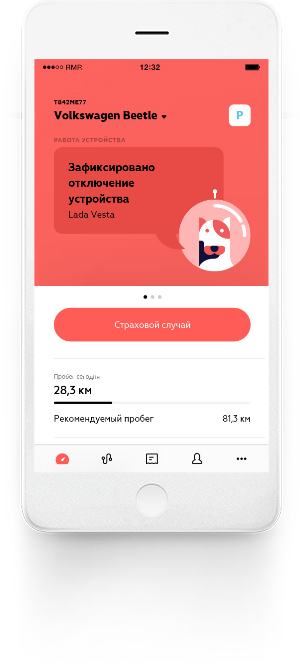 RMR 12:32
T842ME77
Volkswagen Beetle
P
РАБОТА УСТРОЙСТВА
Зафиксировано
отключение
устройства
Lada Vesta
Страховой случай
Пробег сегодня
28,3 км
Рекомендуемый пробег 81,3 км